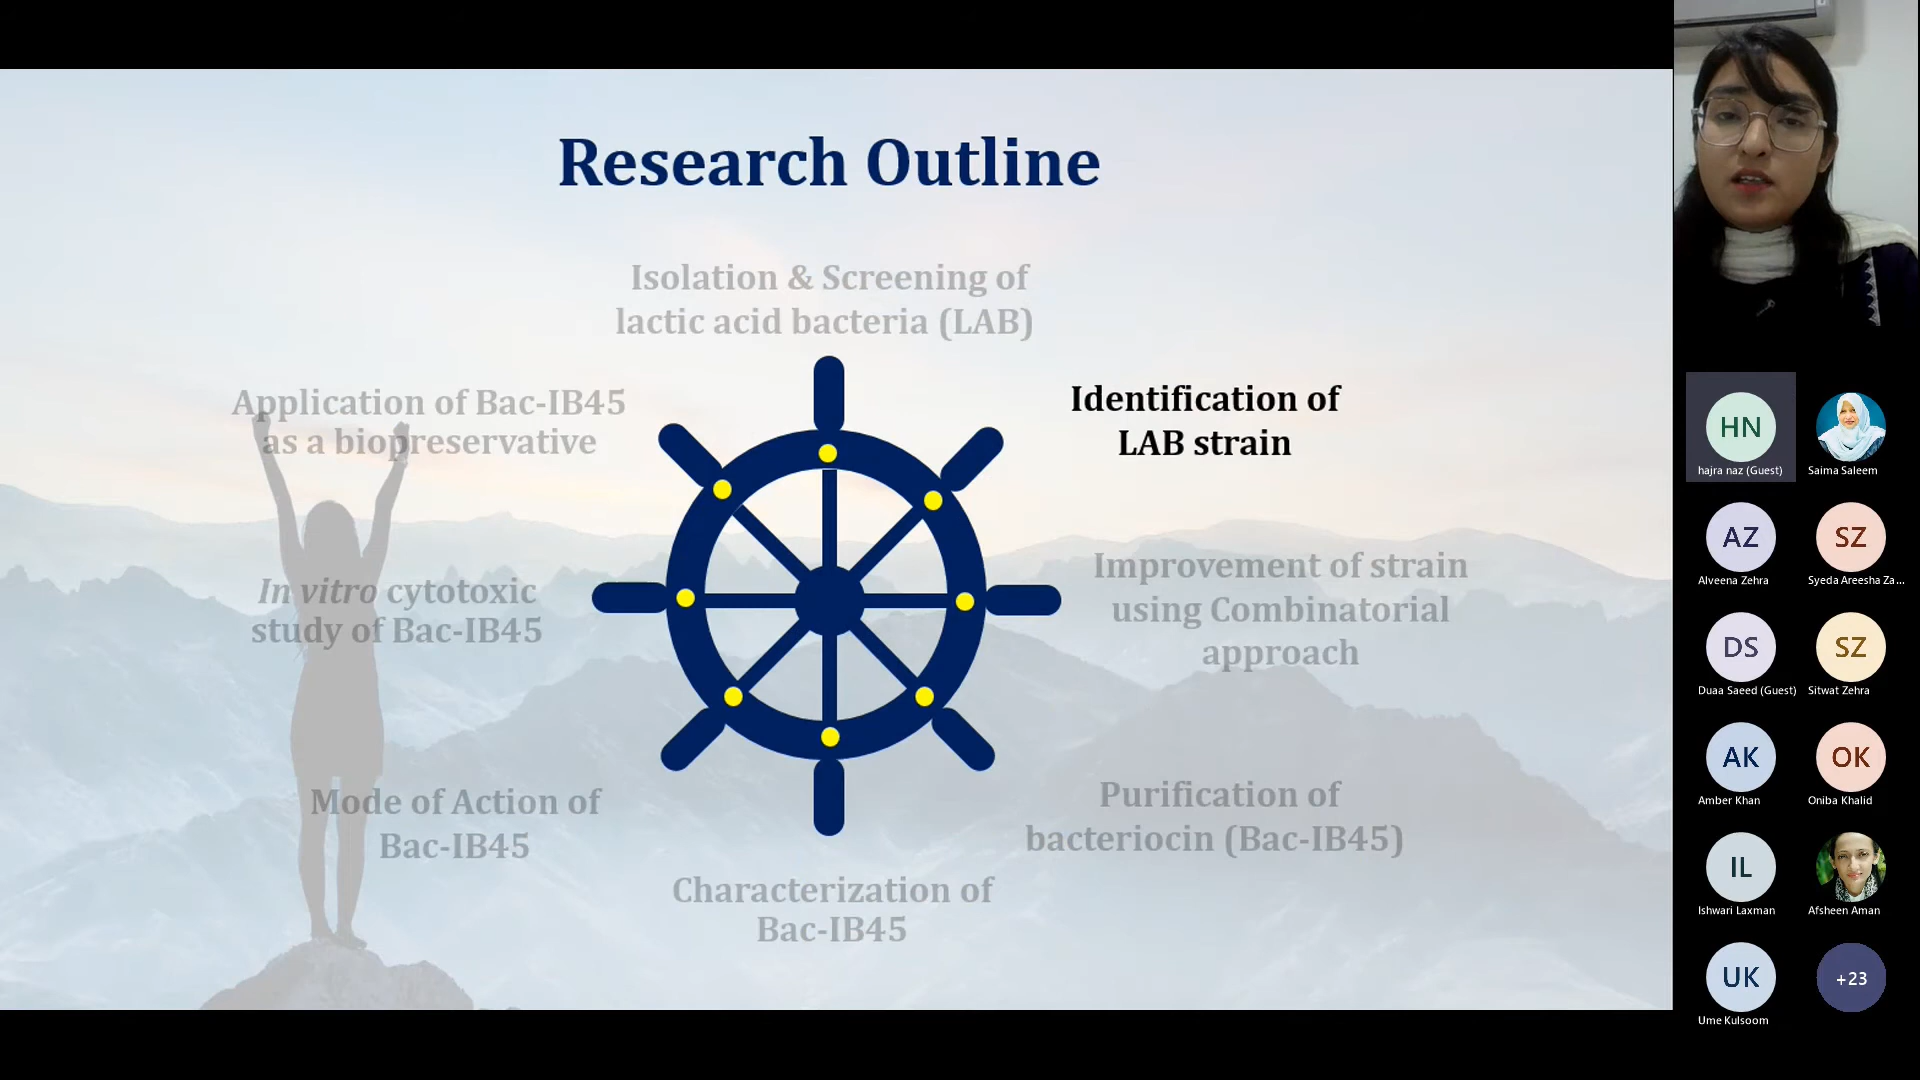 Research Outline
Isolation & Screening of
lactic acid bacteria (LAB)
Identification of
LAB strain
Improvement of strain
using Combinatorial
approach
Purification of
bacteriocin (Bac-IB45)
Characterization of
Bac-IB45
Mode of Action of
Bac-IB45
In vitro cytotoxic
study of Bac-IB45
Application of Bac-IB45
as a biopreservative
HN
hajra naz (Guest)
Saima Saleem
AZ
Alveena Zehra
SZ
Syeda Areesha Za...
DS
Duaa Saeed (Guest)
SZ
Sitwat Zehra
AK
Amber Khan
OK
Oniba Khalid
IL
Ishwari Laxman
Afsheen Aman
UK
Ume Kulsoom
+23